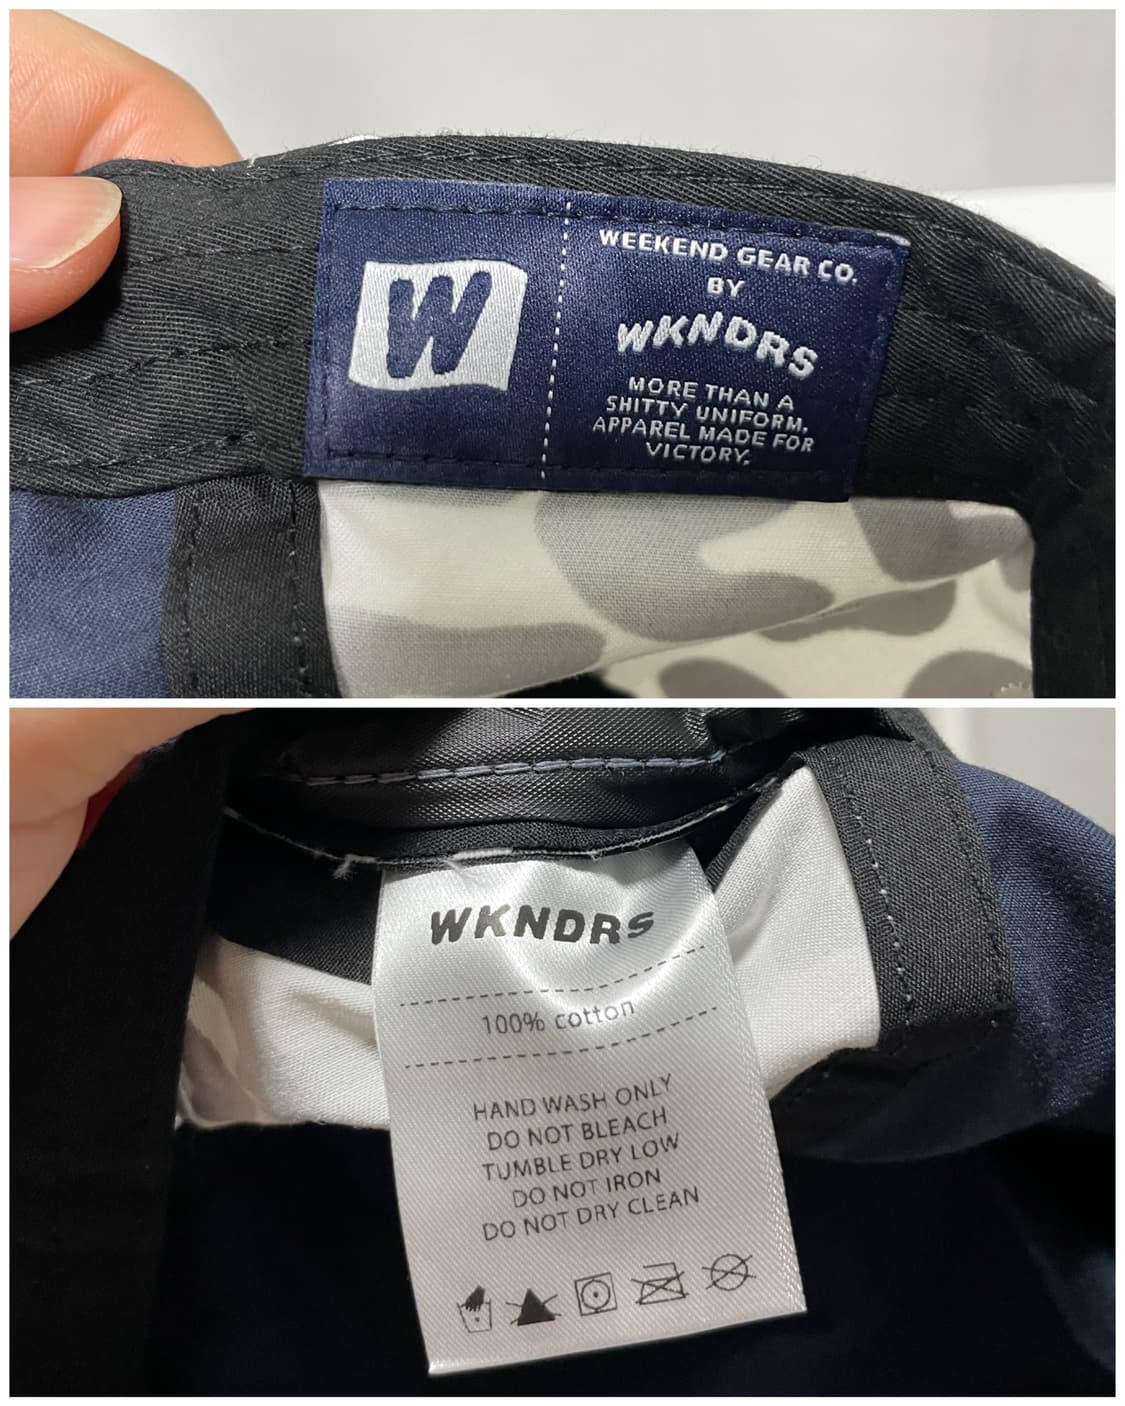 W
WEEKEND GEAR CO.
BY
WKNDRS
MORE THAN A
SHITTY UNIFORM.
APPAREL MADE FOR
VICTORY.
WKNDRS
100% cotton
HAND WASH ONLY
DO NOT BLEACH
TUMBLE DRY LOW
DO NOT IRON
DO NOT DRY CLEAN